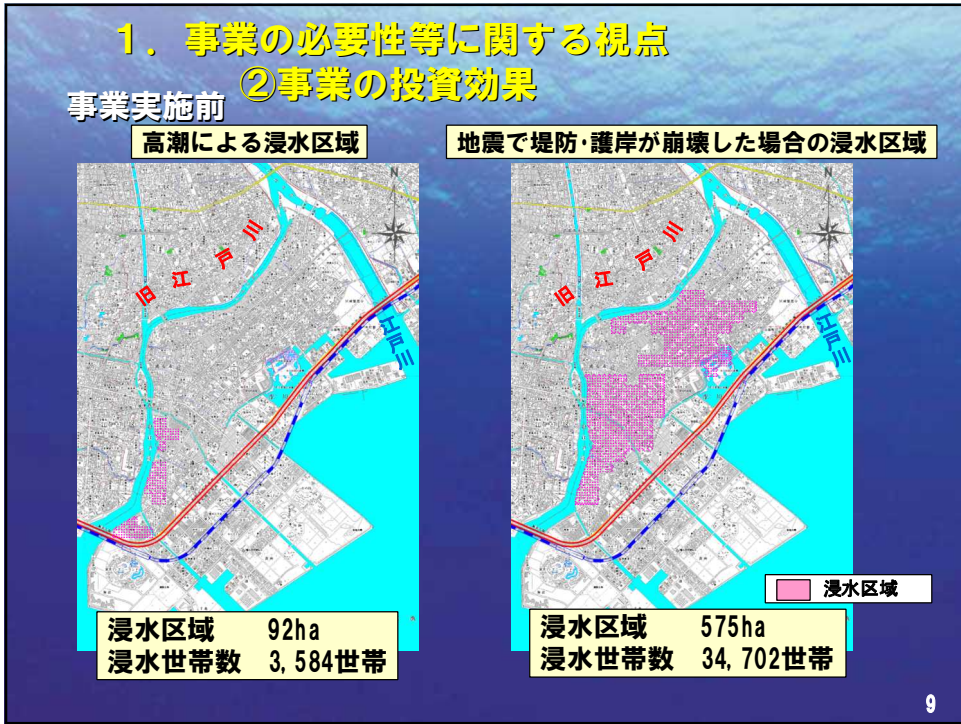 １．事業の必要性等に関する視点
②事業の投資効果
事業実施前
高潮による浸水区域
地震で堤防・護岸が崩壊した場合の浸水区域
N
旧江戸川
江戸川
N
旧江戸川
江戸川
浸水区域
浸水区域 92ha
浸水世帯数 3,584世帯
浸水区域 575ha
浸水世帯数 34,702世帯
9